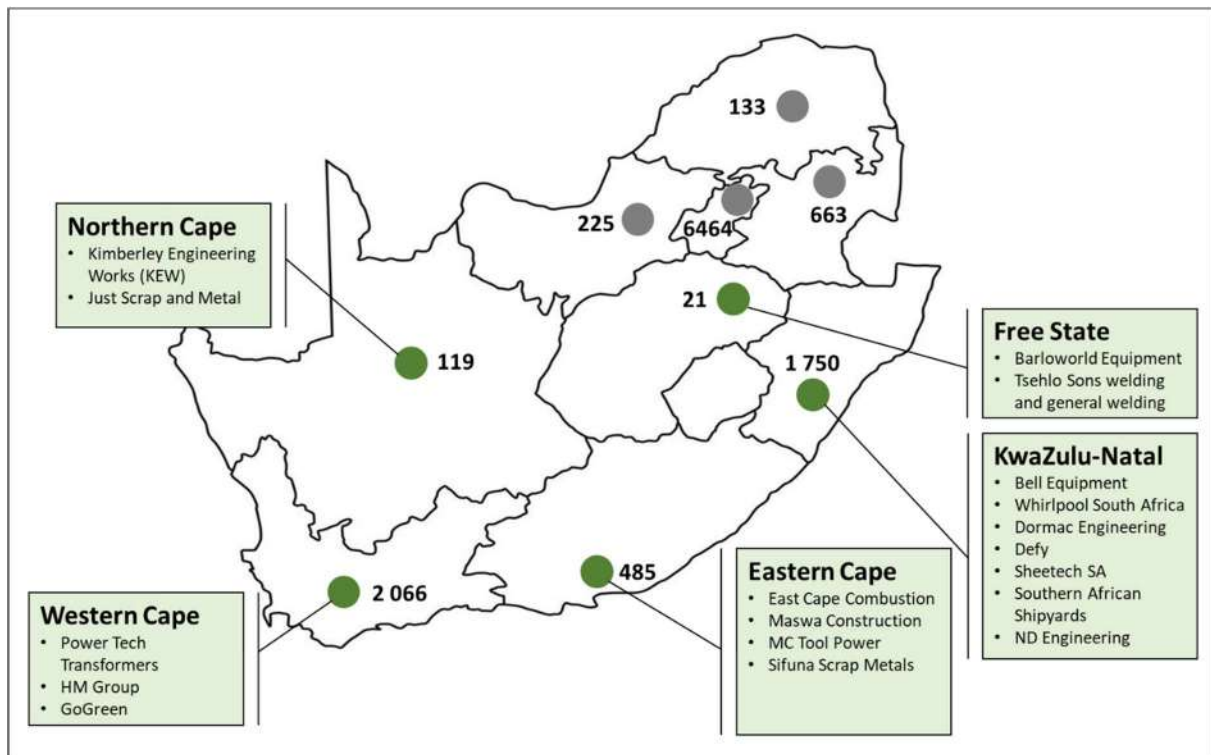 133
225
6464
663
Northern Cape
• Kimberley Engineering
Works (KEW)
• Just Scrap and Metal
119
21
1 750
Free State
• Barloworld Equipment
• Tsehlo Sons welding
and general welding
KwaZulu-Natal
• Bell Equipment
• Whirlpool South Africa
• Dormac Engineering
• Defy
• Sheetech SA
• Southern African
Shipyards
• ND Engineering
485
Eastern Cape
• East Cape Combustion
• Maswa Construction
• MC Tool Power
• Sifuna Scrap Metals
2 066
Western Cape
• Power Tech
Transformers
• HM Group
• GoGreen